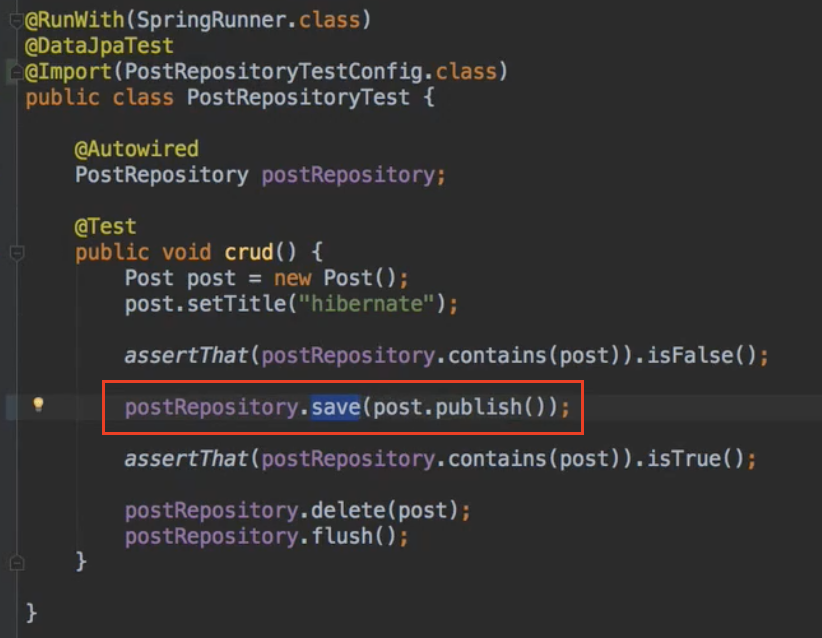 @RunWith(SpringRunner.class)
@DataJpaTest
@Import(PostRepositoryTestConfig.class)
public class PostRepositoryTest {
@Autowired
PostRepository postRepository;
@Test
public void crud() {
Post post = new Post();
post.setTitle("hibernate");
assertThat(postRepository.contains(post)).isFalse();
postRepository.save(post.publish());
assertThat(postRepository.contains(post)).isTrue();
postRepository.delete(post);
postRepository.flush();
}
}